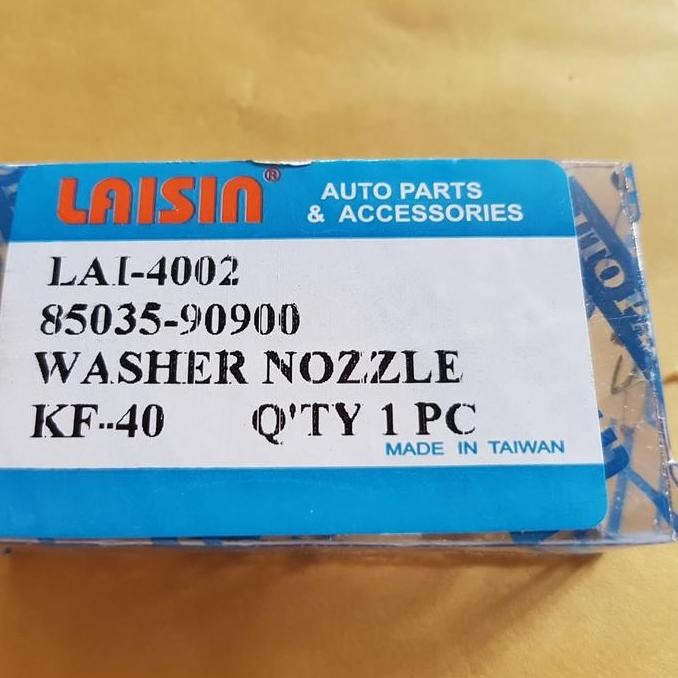 LAISIN®
AUTO PARTS
& ACCESSORIES
LAI-4002
85035-90900
WASHER NOZZLE
KF-40 Q'TY 1 PC
MADE IN TAIWAN